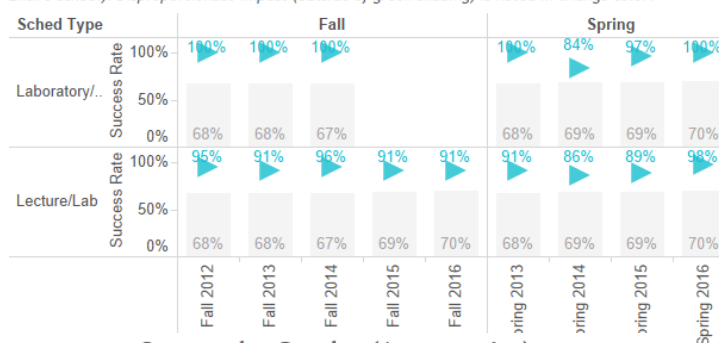 Sched Type Fall Spring
Laboratory/.. Success Rate 100% 50% 0%
100% 100% 100% 100% 84% 97% 100%
68% 68% 67% 68% 69% 69% 70%
Lecture/Lab Success Rate 100% 50% 0%
95% 91% 96% 91% 91% 91% 86% 89% 98%
68% 68% 67% 69% 70% 68% 69% 69% 70%
Fall 2012 Fall 2013 Fall 2014 Fall 2015 Fall 2016 pring 2013 pring 2014 pring 2015 Spring 2016